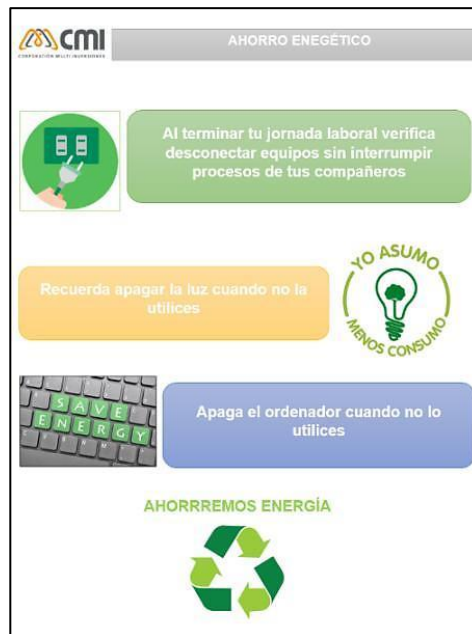 CMI
CORPORACIÓN MULTI INVERSIONES
AHORRO ENEGÉTICO
Al terminar tu jornada laboral verifica
desconectar equipos sin interrumpir
procesos de tus compañeros
Recuerda apagar la luz cuando no la
utilices
YO ASUMO
MENOS CONSUMO
SAVE
ENERGY
Apaga el ordenador cuando no lo
utilices
AHORRREMOS ENERGÍA